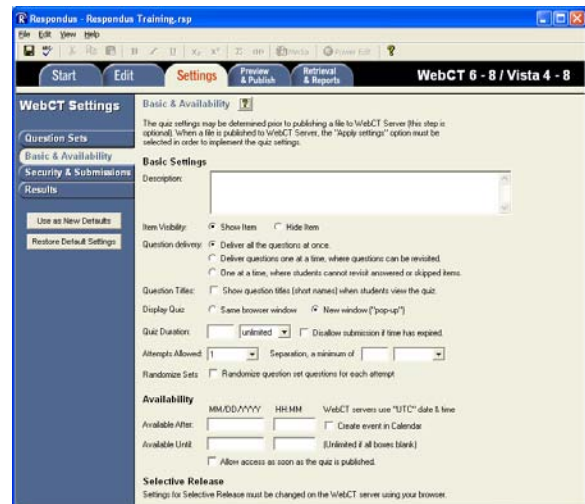 Respondus - Respondus Training.rsp
File Edit View Help
B I U x₂ x² Σ Media Power Edit ?
Start Edit Settings Preview & Publish Retrieval & Reports WebCT 6 - 8 / Vista 4 - 8
WebCT Settings
Question Sets
Basic & Availability
Security & Submissions
Results
Use as New Defaults
Restore Default Settings
Basic & Availability ?
The quiz settings may be determined prior to publishing a file to WebCT Server (this step is
optional). When a file is published to WebCT Server, the "Apply settings" option must be
selected in order to implement the quiz settings.
Basic Settings
Description:
Item Visibility: Show Item Hide Item
Question delivery: Deliver all the questions at once.
Deliver questions one at a time, where questions can be revisited.
One at a time, where students cannot revisit answered or skipped items.
Question Titles: Show question titles (short names) when students view the quiz.
Display Quiz: Same browser window New window ("pop-up")
Quiz Duration: unlimited Disallow submission if time has expired.
Attempts Allowed: 1 Separation, a minimum of
Randomize Sets: Randomize question set questions for each attempt
Availability
MM/DD/YYYY HH:MM WebCT servers use "UTC" date & time
Available After: Create event in Calendar
Available Until: (Unlimited if all boxes blank)
Allow access as soon as the quiz is published.
Selective Release
Settings for Selective Release must be changed on the WebCT server using your browser.